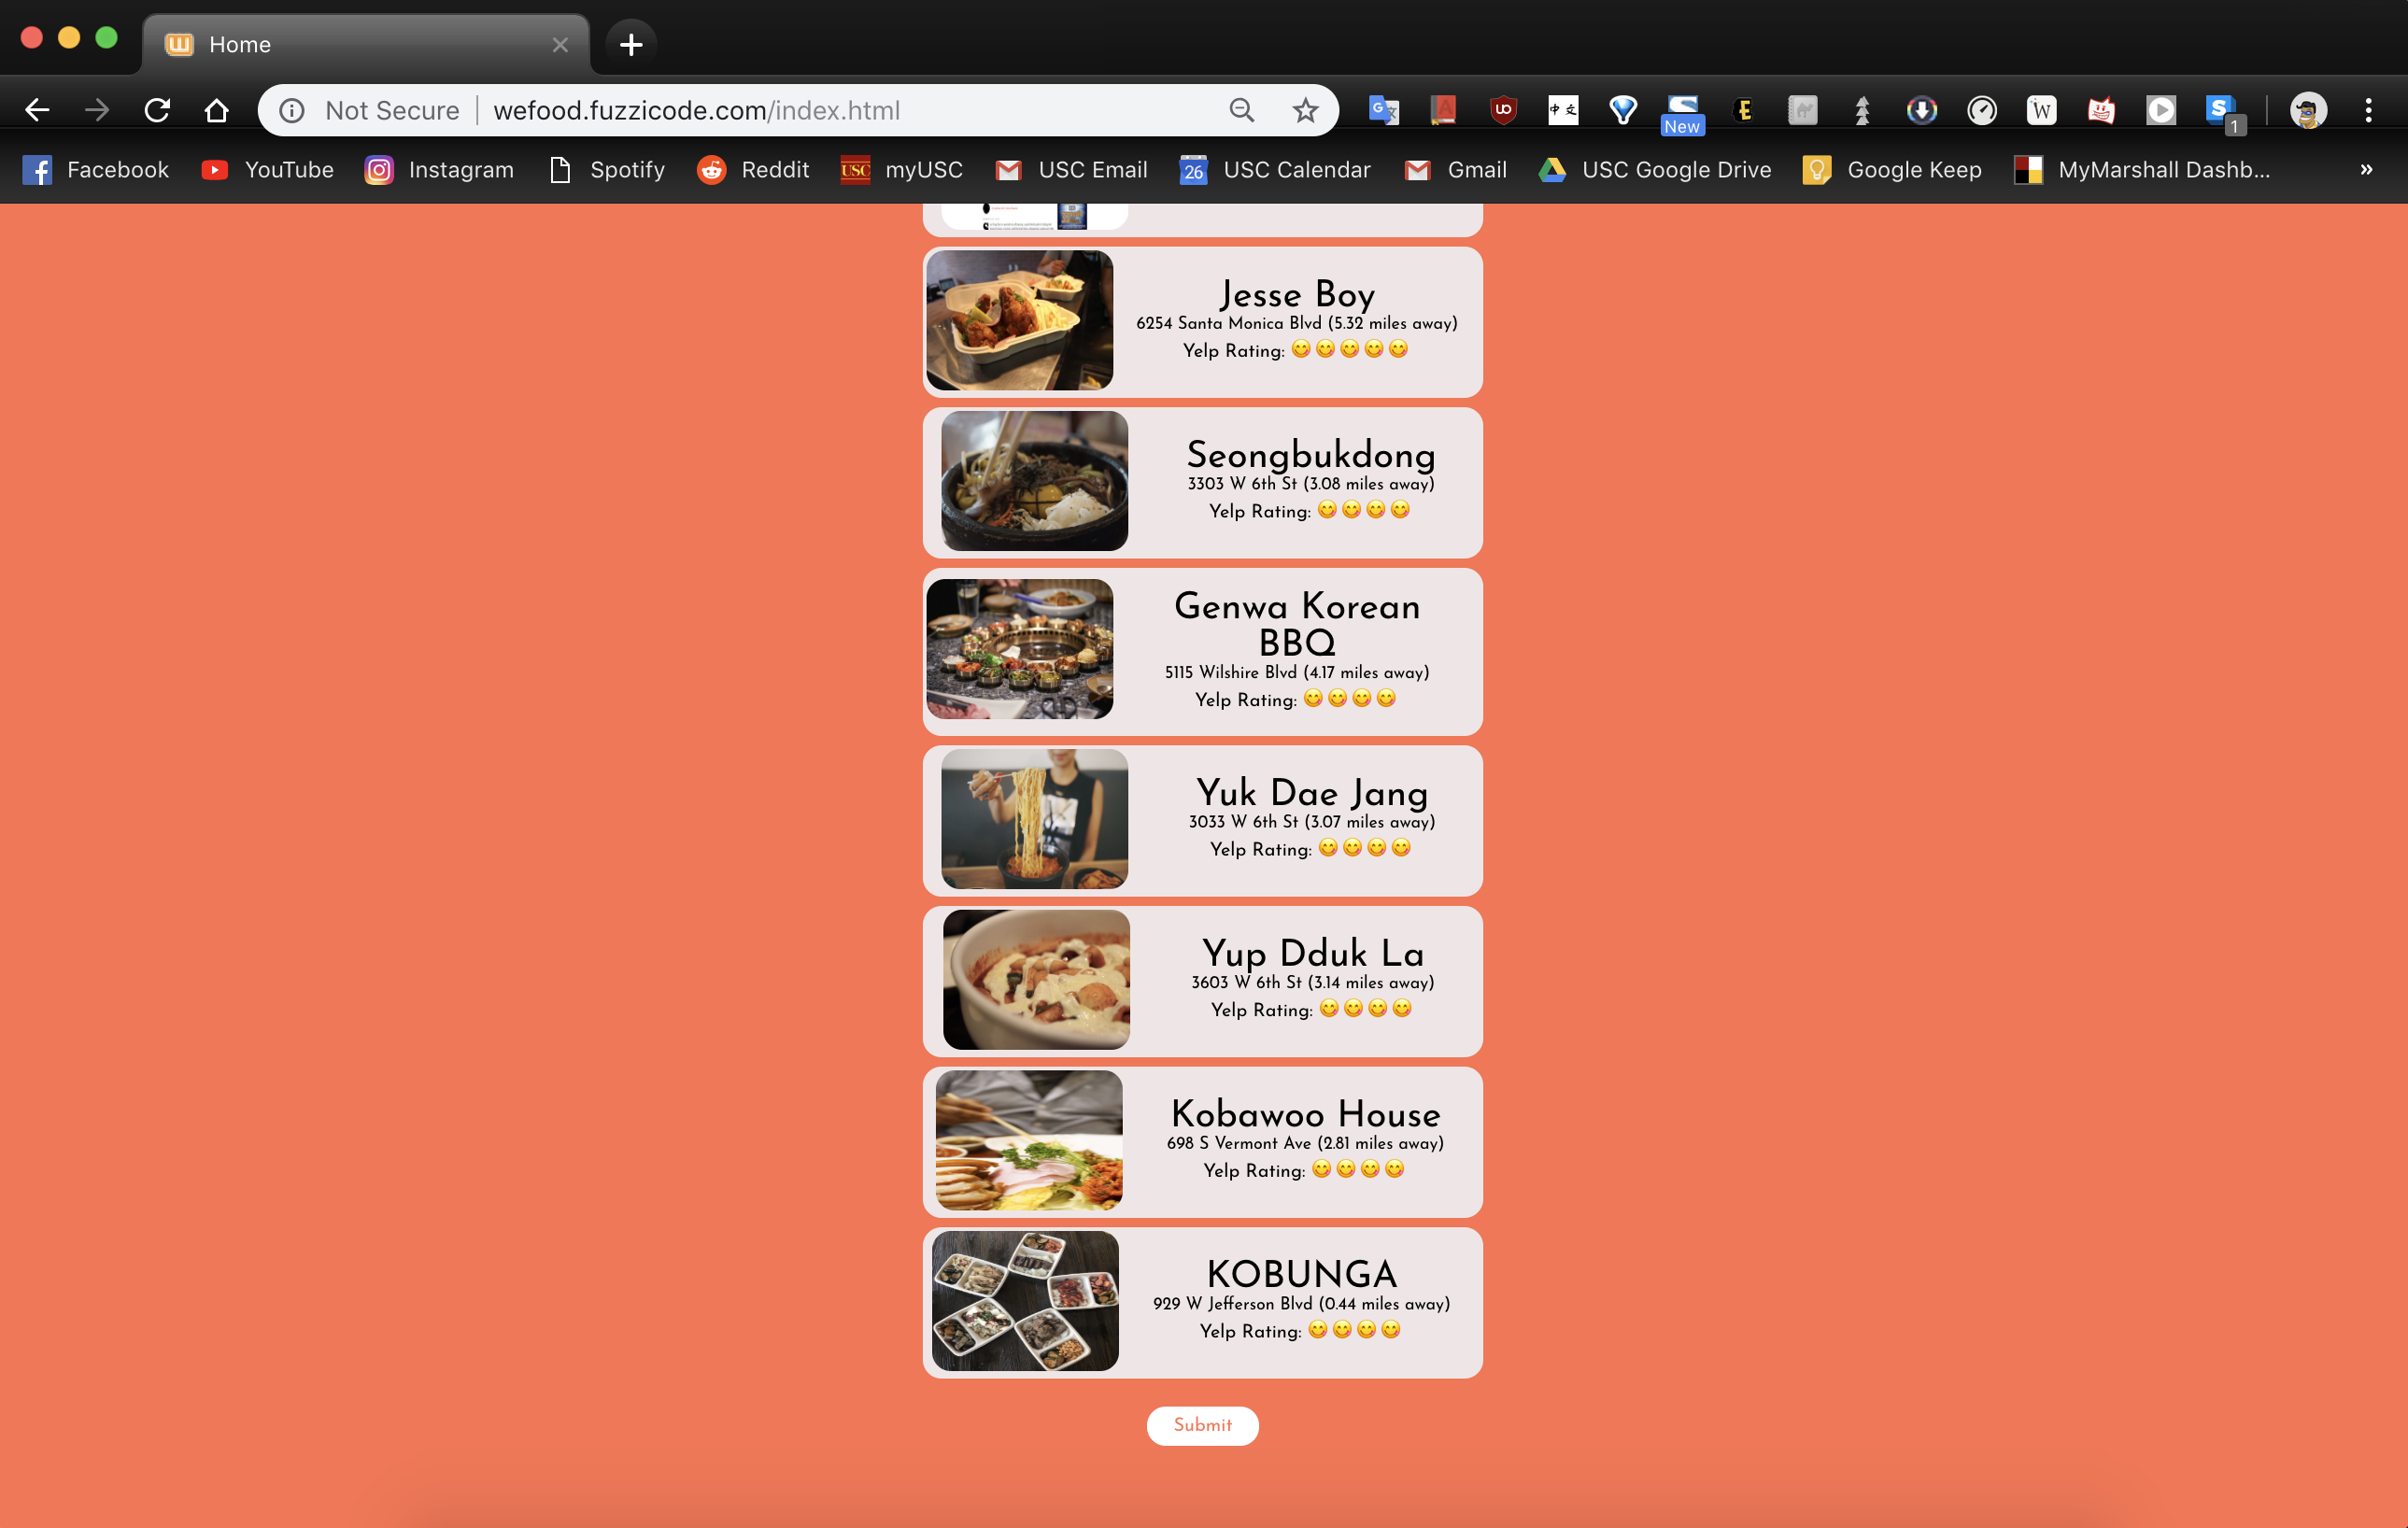 Home
Not Secure
wefood.fuzzicode.com/index.html
New
1
Facebook
YouTube
Instagram
Spotify
Reddit
USC
myUSC
USC Email
26
USC Calendar
Gmail
USC Google Drive
Google Keep
MyMarshall Dashb...
Jesse Boy
6254 Santa Monica Blvd (5.32 miles away)
Yelp Rating: 😋 😋 😋 😋 😋
Seongbukdong
3303 W 6th St (3.08 miles away)
Yelp Rating: 😋 😋 😋 😋
Genwa Korean
BBQ
5115 Wilshire Blvd (4.17 miles away)
Yelp Rating: 😋 😋 😋 😋
Yuk Dae Jang
3033 W 6th St (3.07 miles away)
Yelp Rating: 😋 😋 😋 😋
Yup Dduk La
3603 W 6th St (3.14 miles away)
Yelp Rating: 😋 😋 😋 😋
Kobawoo House
698 S Vermont Ave (2.81 miles away)
Yelp Rating: 😋 😋 😋 😋
KOBUNGA
929 W Jefferson Blvd (0.44 miles away)
Yelp Rating: 😋 😋 😋 😋
Submit